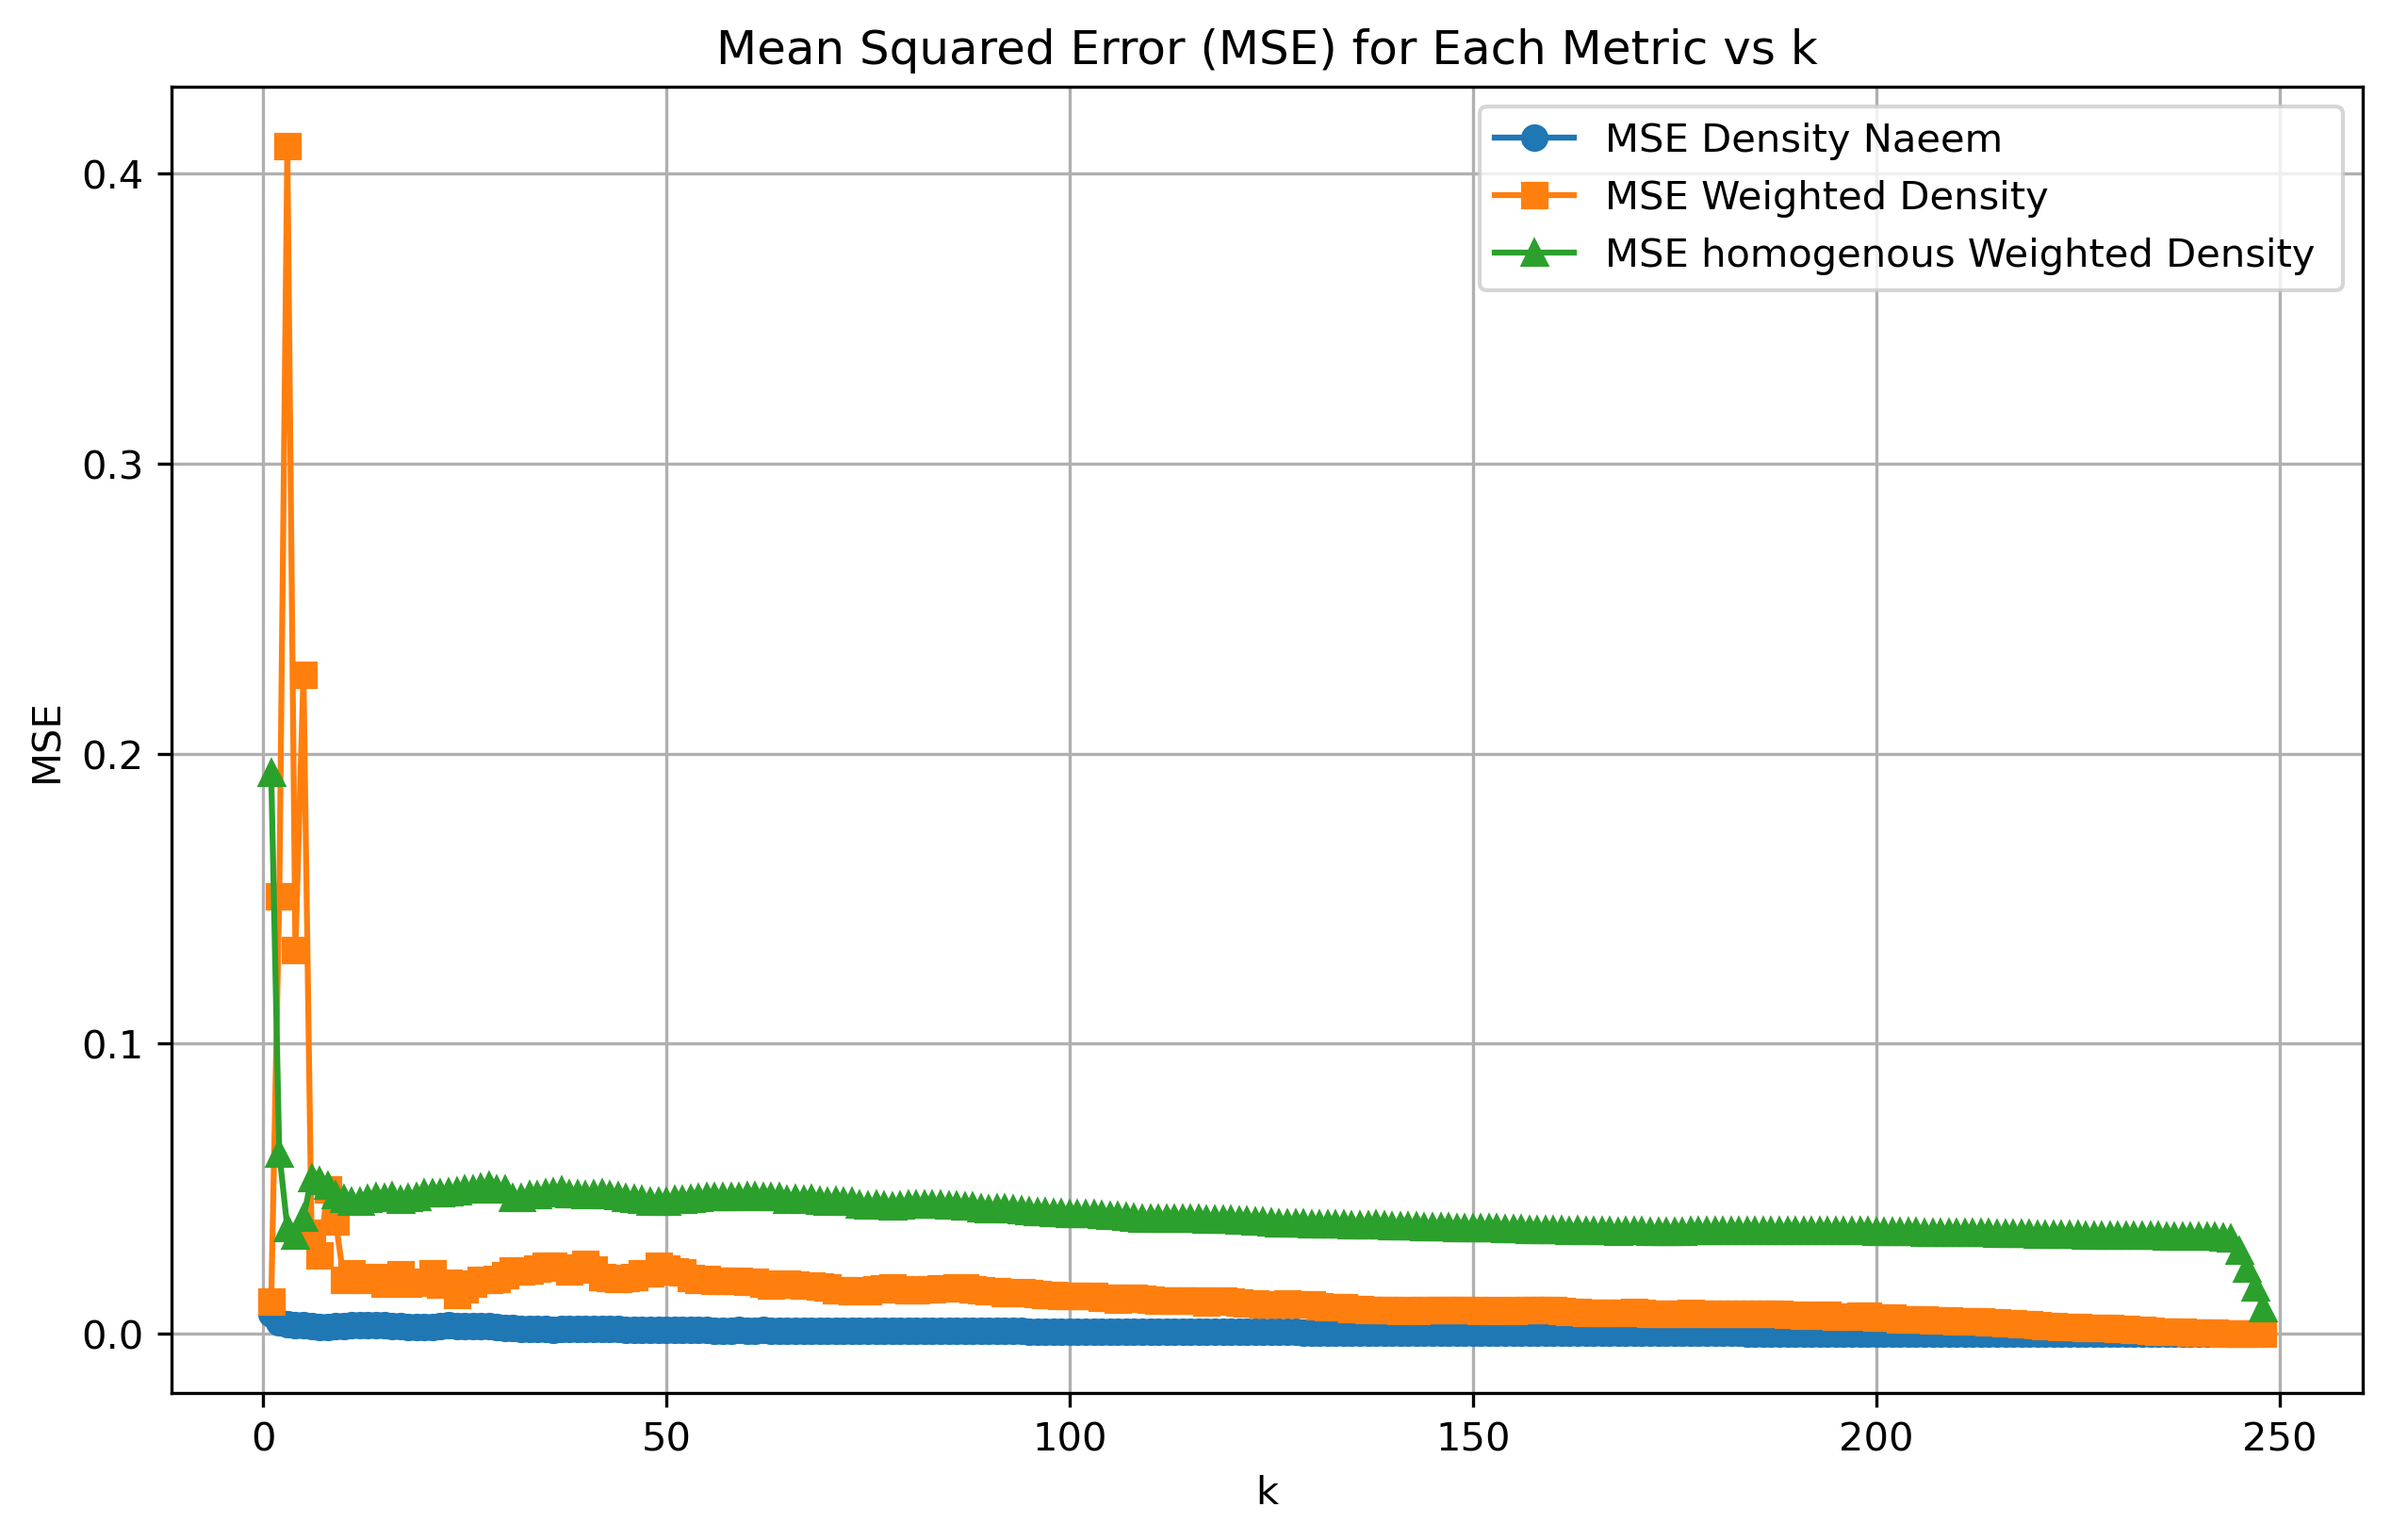 Mean Squared Error (MSE) for Each Metric vs k
MSE Density Naeem
MSE Weighted Density
MSE homogenous Weighted Density
MSE
0.4
0.3
0.2
0.1
0.0
0 50 100 150 200 250
k